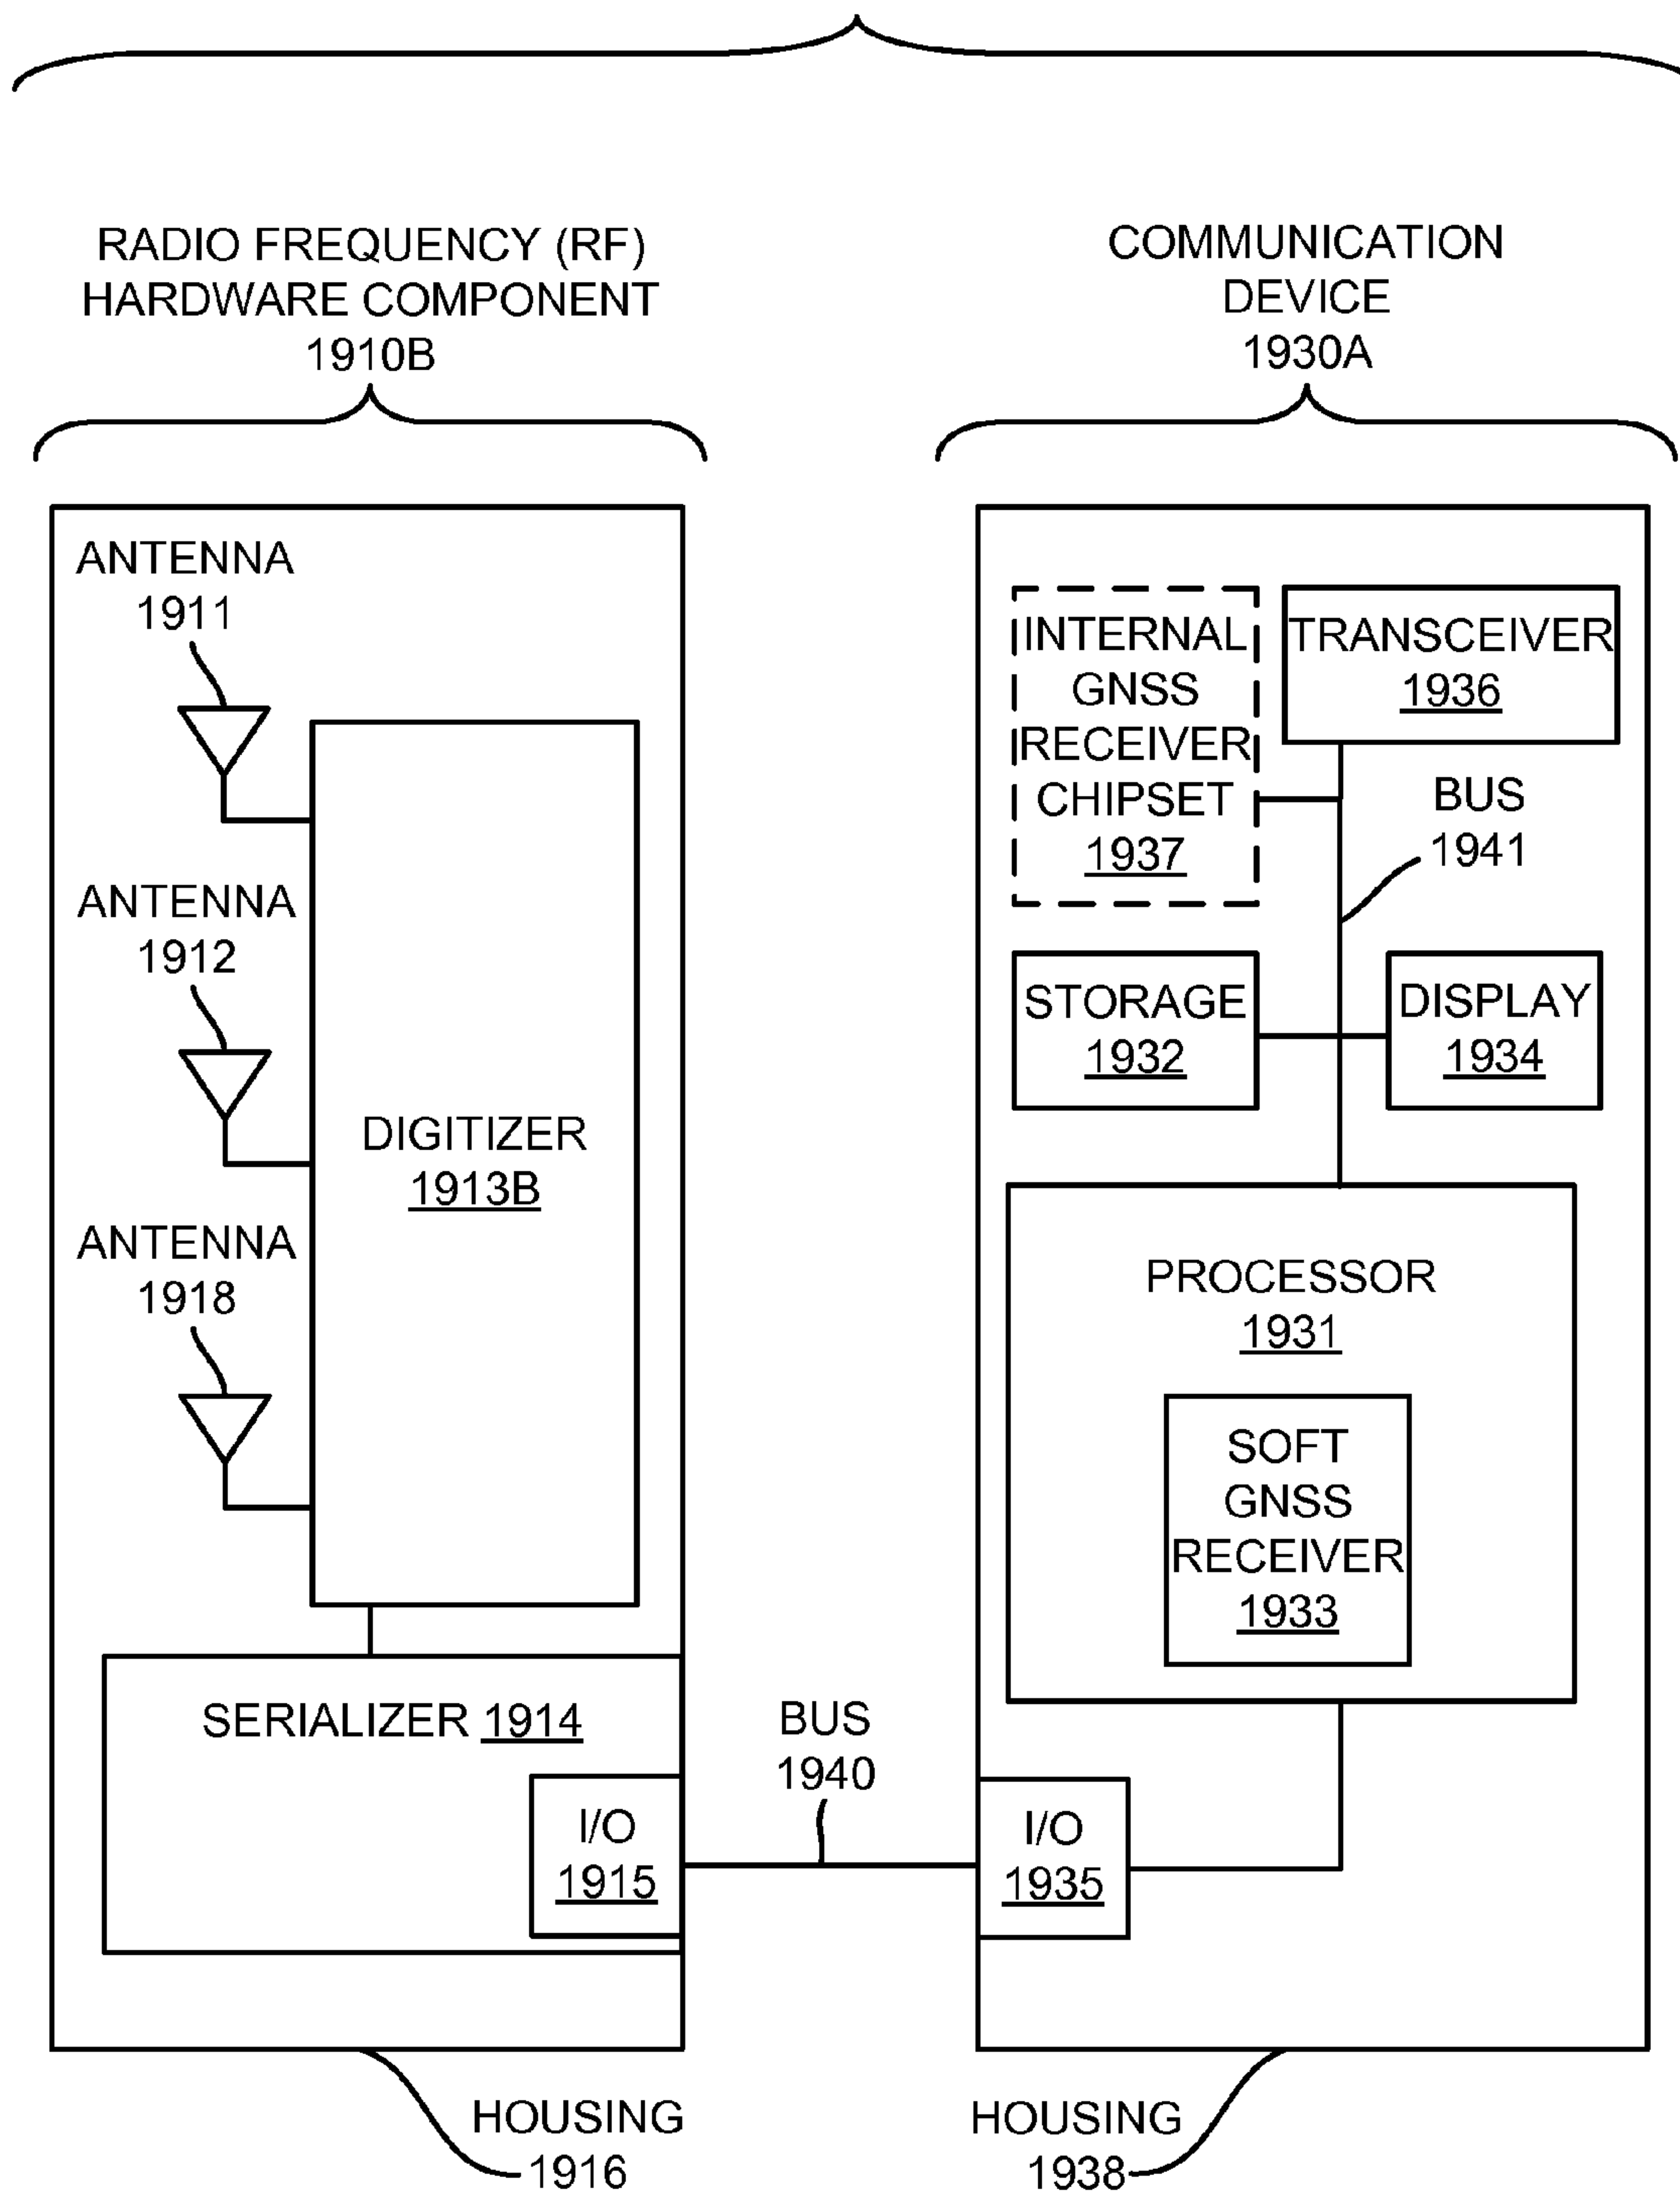 RADIO FREQUENCY (RF)
HARDWARE COMPONENT
1910B
COMMUNICATION
DEVICE
1930A
ANTENNA
1911
ANTENNA
1912
ANTENNA
1918
DIGITIZER
1913B
SERIALIZER 1914
I/O
1915
HOUSING
1916
BUS
1940
INTERNAL
GNSS
RECEIVER
CHIPSET
1937
TRANSCEIVER
1936
BUS
1941
STORAGE
1932
DISPLAY
1934
PROCESSOR
1931
SOFT
GNSS
RECEIVER
1933
I/O
1935
HOUSING
1938